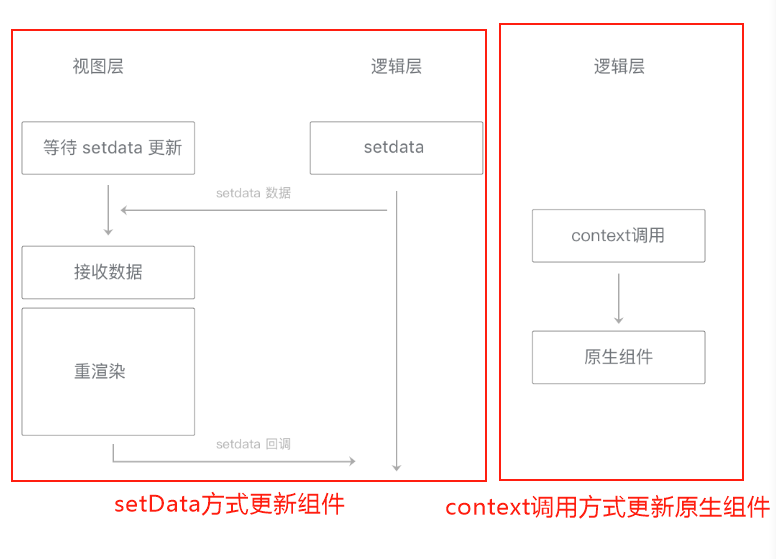 视图层
逻辑层
等待 setdata 更新
setdata
setdata 数据
接收数据
重渲染
setdata 回调
setData方式更新组件
逻辑层
context调用
原生组件
context调用方式更新原生组件